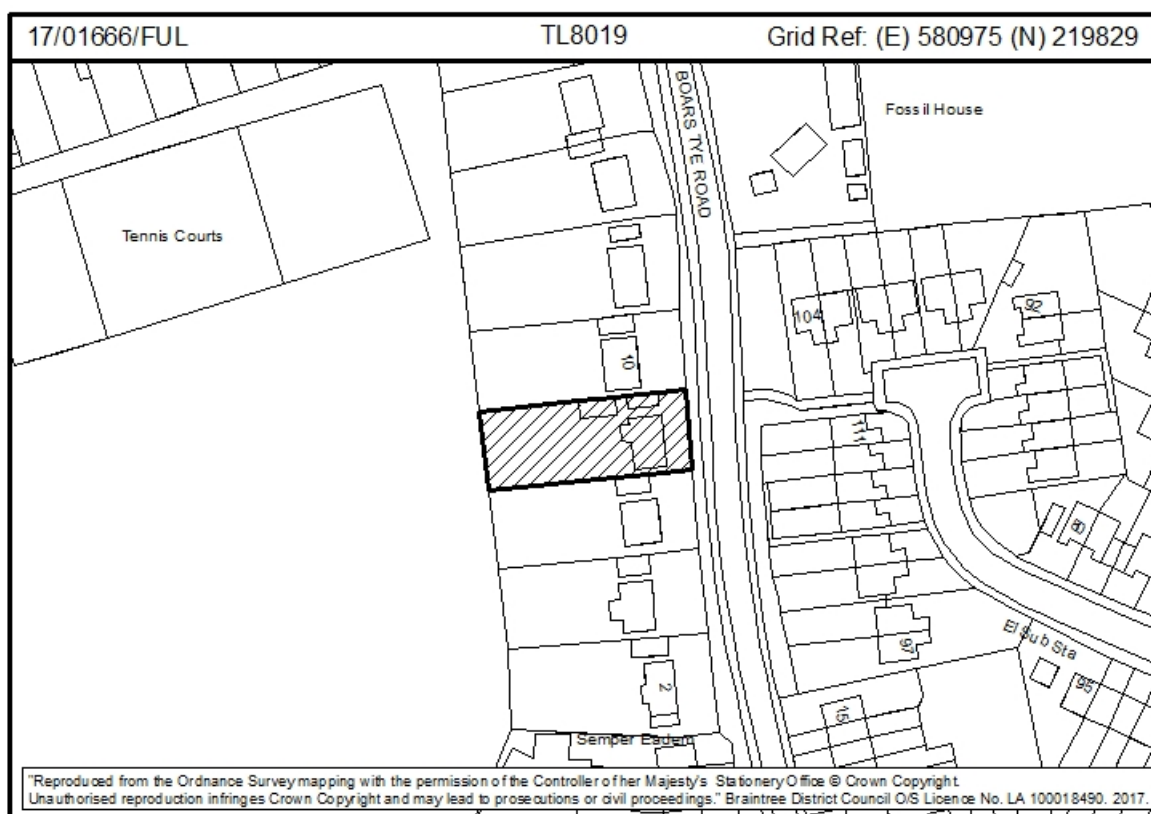 17/01666/FUL TL8019 Grid Ref: (E) 580975 (N) 219829
BOARS TYE ROAD
Fossil House
Tennis Courts
104
92
10
111
80
97
El Sub Sta
95
2
15
Semper Eadem
"Reproduced from the Ordnance Survey mapping with the permission of the Controller of her Majesty's Stationery Office © Crown Copyright.
Unauthorised reproduction infringes Crown Copyright and may lead to prosecutions or civil proceedings." Braintree District Council O/S Licence No. LA 100018490. 2017.